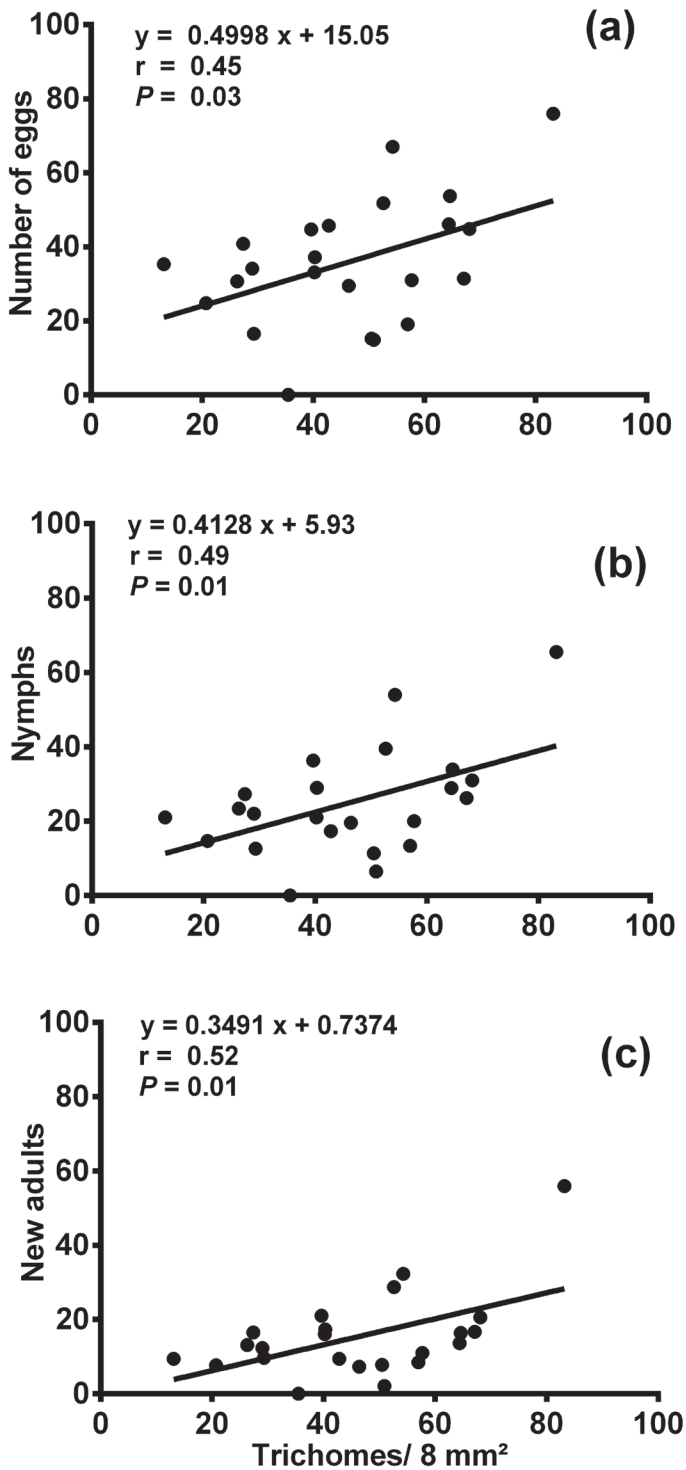 (a)
y = 0.4998 x + 15.05
r = 0.45
P = 0.03
Number of eggs
100
80
60
40
20
0
0 20 40 60 80 100
(b)
y = 0.4128 x + 5.93
r = 0.49
P = 0.01
Nymphs
100
80
60
40
20
0
0 20 40 60 80 100
(c)
y = 0.3491 x + 0.7374
r = 0.52
P = 0.01
New adults
100
80
60
40
20
0
0 20 40 60 80 100
Trichomes/ 8 mm²